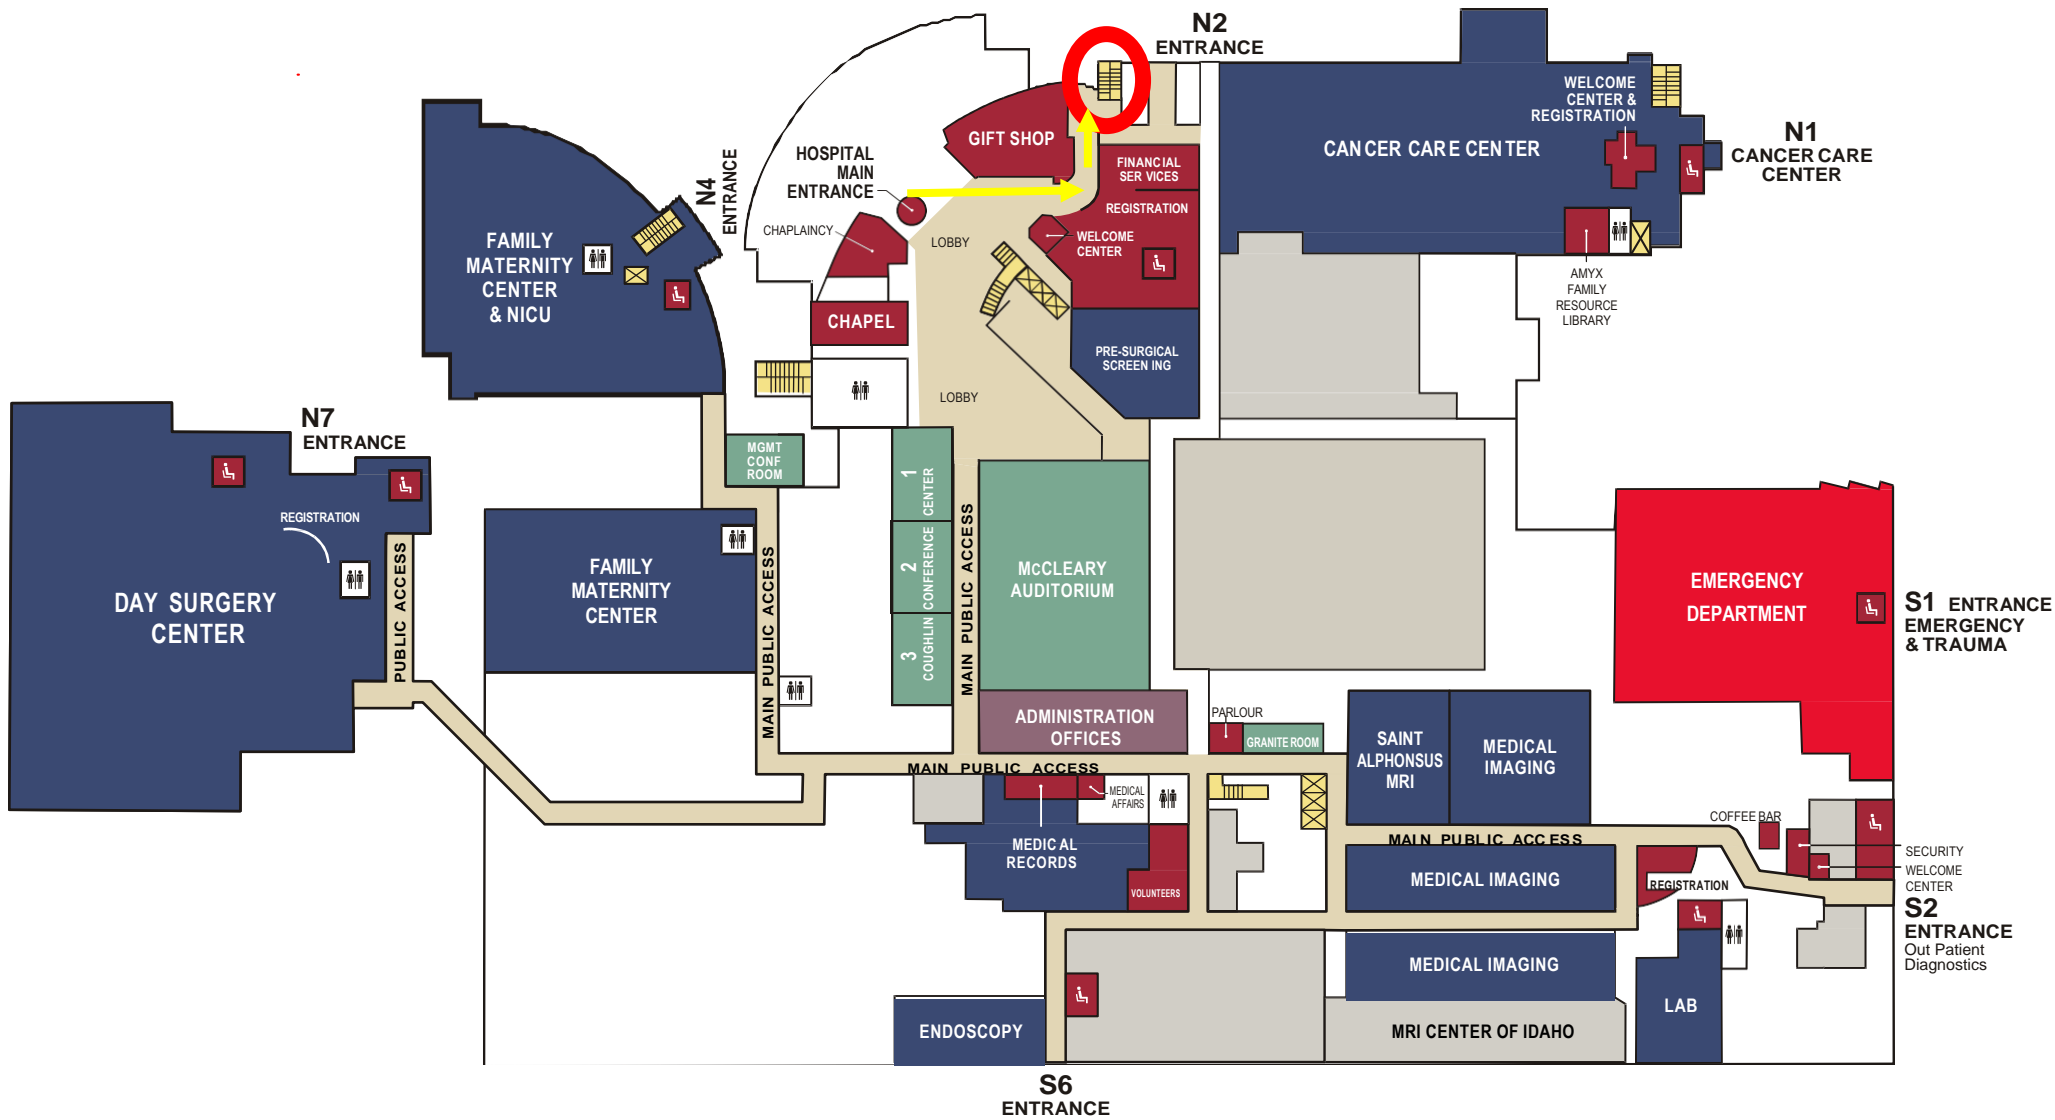 N2
ENTRANCE
WELCOME
CENTER &
REGISTRATION
GIFT SHOP
CANCER CARE CENTER
N1
CANCER CARE
CENTER
HOSPITAL
MAIN
ENTRANCE
FINANCIAL
SERVICES
N4
ENTRANCE
REGISTRATION
CHAPLAINCY
LOBBY
WELCOME
CENTER
FAMILY
MATERNITY
CENTER
& NICU
AMYX
FAMILY
RESOURCE
LIBRARY
CHAPEL
PRE-SURGICAL
SCREENING
LOBBY
N7
ENTRANCE
MGMT
CONF
ROOM
1
2
3
COUGHLIN CONFERENCE CENTER
MAIN PUBLIC ACCESS
McCLEARY
AUDITORIUM
REGISTRATION
PUBLIC ACCESS
DAY SURGERY
CENTER
FAMILY
MATERNITY
CENTER
MAIN PUBLIC ACCESS
EMERGENCY
DEPARTMENT
S1 ENTRANCE
EMERGENCY
& TRAUMA
ADMINISTRATION
OFFICES
PARLOUR
GRANITE ROOM
SAINT
ALPHONSUS
MRI
MEDICAL
IMAGING
MAIN PUBLIC ACCESS
MEDICAL
AFFAIRS
COFFEE BAR
MAIN PUBLIC ACCESS
MEDICAL
RECORDS
VOLUNTEERS
MEDICAL IMAGING
REGISTRATION
SECURITY
WELCOME
CENTER
S2
ENTRANCE
Out Patient
Diagnostics
MEDICAL IMAGING
LAB
ENDOSCOPY
MRI CENTER OF IDAHO
S6
ENTRANCE